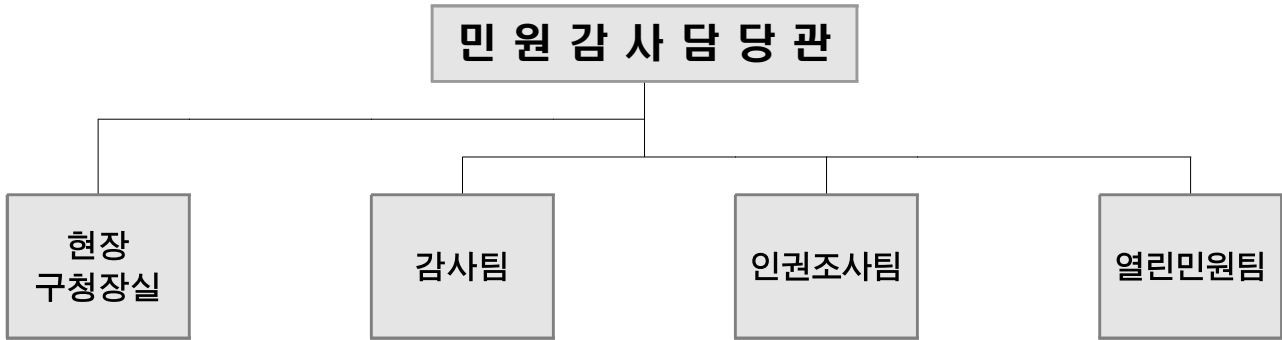 민원감사담당관
현장
구청장실
감사팀
인권조사팀
열린민원팀